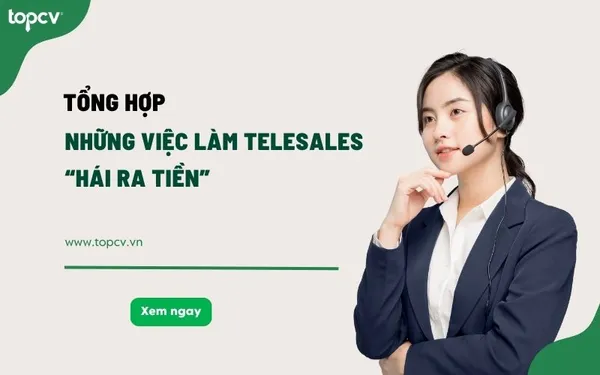 topcv
TỔNG HỢP
NHỮNG VIỆC LÀM TELESALES
“HÁI RA TIỀN”
www.topcv.vn
Xem ngay